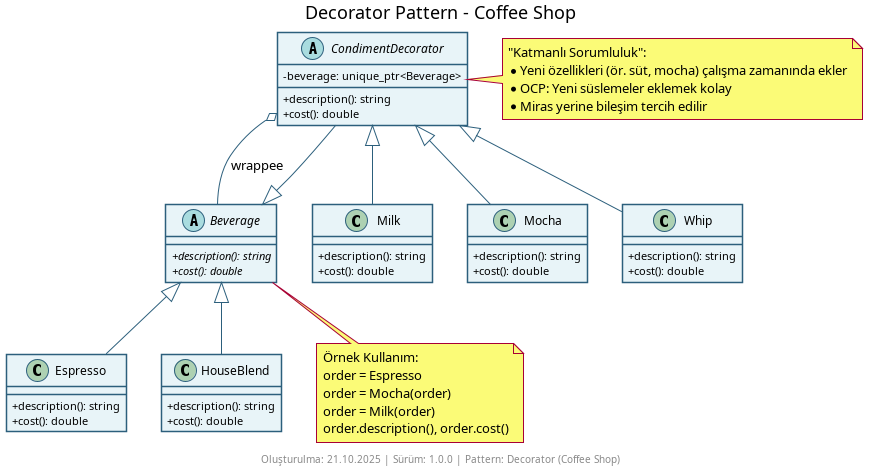 Decorator Pattern - Coffee Shop
A CondimentDecorator
-beverage: unique_ptr<Beverage>
+description(): string
+cost(): double
"Katmanlı Sorumluluk":
• Yeni özellikleri (ör. süt, mocha) çalışma zamanında ekler
• OCP: Yeni süslemeler eklemek kolay
• Miras yerine bileşim tercih edilir
wrappee
A Beverage
+description(): string
+cost(): double
C Milk
+description(): string
+cost(): double
C Mocha
+description(): string
+cost(): double
C Whip
+description(): string
+cost(): double
C Espresso
+description(): string
+cost(): double
C HouseBlend
+description(): string
+cost(): double
Örnek Kullanım:
order = Espresso
order = Mocha(order)
order = Milk(order)
order.description(), order.cost()
Oluşturulma: 21.10.2025 | Sürüm: 1.0.0 | Pattern: Decorator (Coffee Shop)